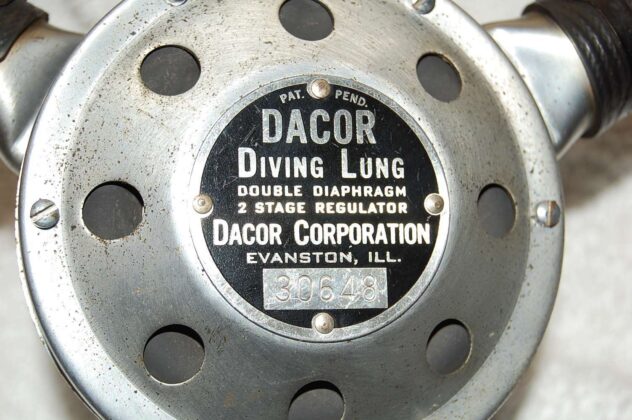 PAT. PEND.
DACOR
DIVING LUNG
DOUBLE DIAPHRAGM
2 STAGE REGULATOR
DACOR CORPORATION
EVANSTON, ILL.
30648